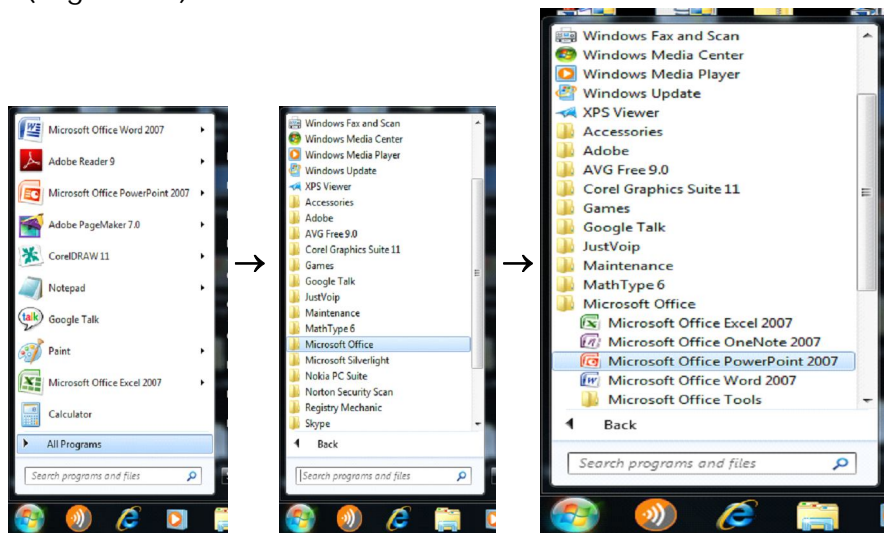 Microsoft Office Word 2007
Adobe Reader 9
Microsoft Office PowerPoint 2007
Adobe PageMaker 7.0
CorelDRAW 11
Notepad
talk
Google Talk
Paint
Microsoft Office Excel 2007
Calculator
All Programs
Search programs and files
→
Windows Fax and Scan
Windows Media Center
Windows Media Player
Windows Update
XPS Viewer
Accessories
Adobe
AVG Free 9.0
Corel Graphics Suite 11
Games
Google Talk
JustVoip
Maintenance
MathType 6
Microsoft Office
Microsoft Silverlight
Nokia PC Suite
Norton Security Scan
Registry Mechanic
Skype
Back
Search programs and files
→
Windows Fax and Scan
Windows Media Center
Windows Media Player
Windows Update
XPS Viewer
Accessories
Adobe
AVG Free 9.0
Corel Graphics Suite 11
Games
Google Talk
JustVoip
Maintenance
MathType 6
Microsoft Office
Microsoft Office Excel 2007
Microsoft Office OneNote 2007
Microsoft Office PowerPoint 2007
Microsoft Office Word 2007
Microsoft Office Tools
Back
Search programs and files